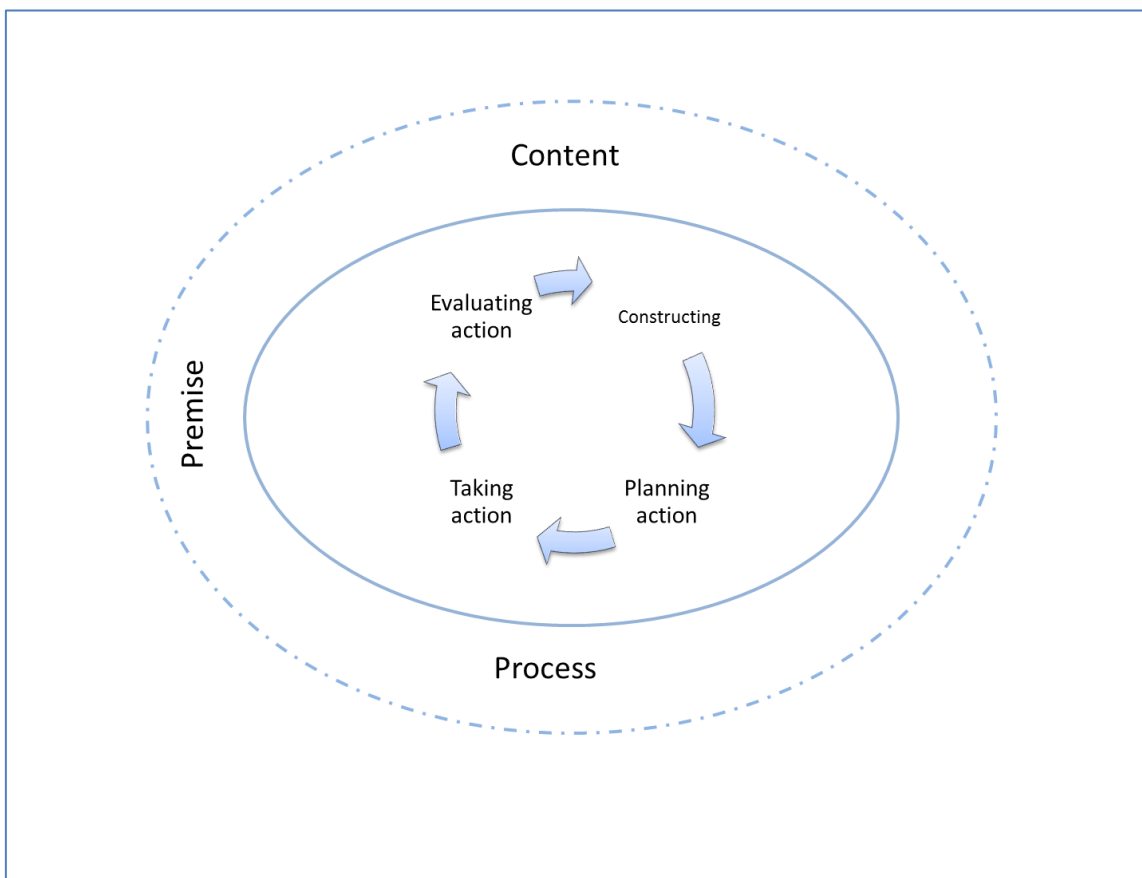 Content
Evaluating
action
Constructing
Premise
Taking
action
Planning
action
Process